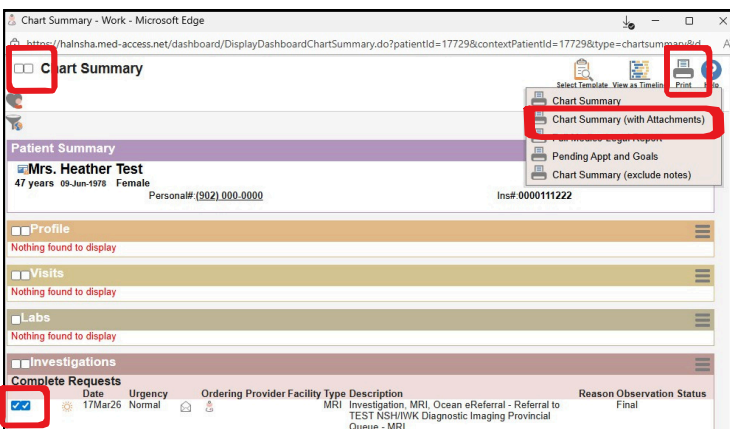 Chart Summary - Work - Microsoft Edge
https://halnsha.med-access.net/dashboard/DisplayDashboardChartSummary.do?patientId=17729&contextPatientId=17729&type=chartsummary&d
Chart Summary
Select Template View as Timeline Print Help
Chart Summary
Chart Summary (with Attachments)
Full Medico-Legal Report
Pending Appt and Goals
Chart Summary (exclude notes)
Patient Summary
Mrs. Heather Test
47 years 09-Jun-1978 Female
Personal#:(902) 000-0000 Ins#:0000111222
Profile
Nothing found to display
Visits
Nothing found to display
Labs
Nothing found to display
Investigations
Complete Requests
Date Urgency Ordering Provider Facility Type Description Reason Observation Status
17Mar26 Normal MRI Investigation, MRI, Ocean eReferral - Referral to Final
TEST NSH/IWK Diagnostic Imaging Provincial
Queue - MRI